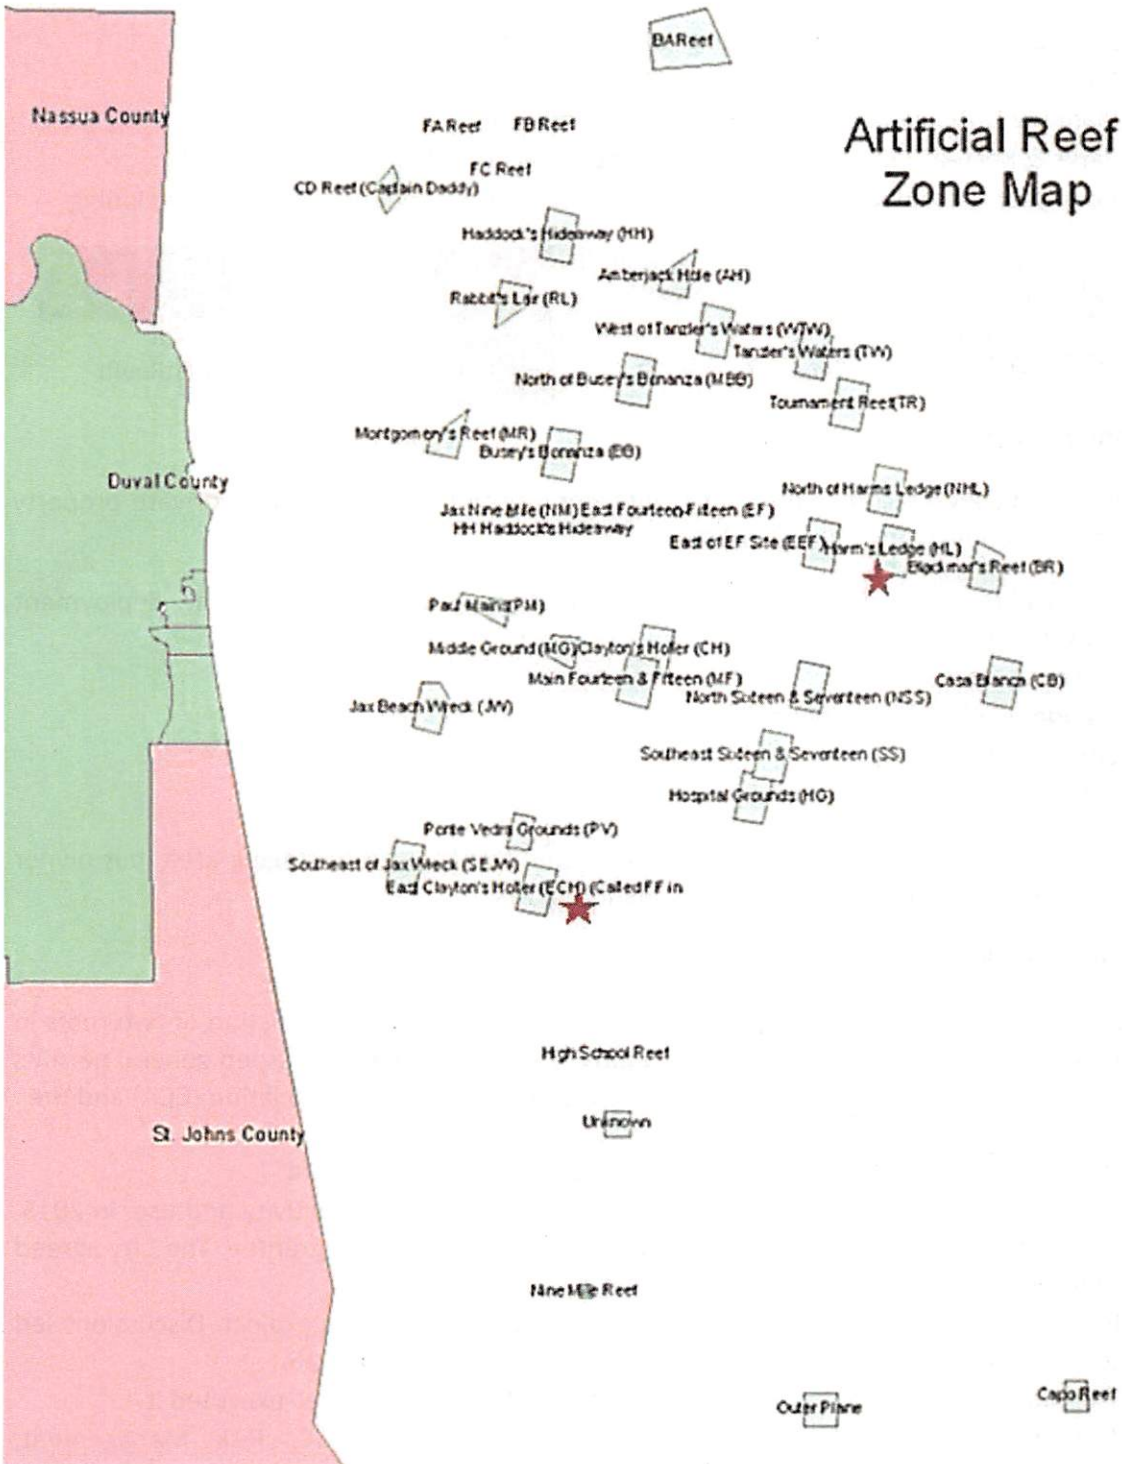 BA Reef
Artificial Reef
Zone Map
Nassua County
FA Reef
FB Reef
FC Reef
CD Reef (Captain Daddy)
Haddock's Hideaway (HH)
Amberjack Hole (AH)
Rabbit's Lair (RL)
West of Tanzler's Waters (WTW)
Tanzler's Waters (TW)
North of Busey's Bonanza (MBB)
Tournament Reef (TR)
Montgomery's Reef (MR)
Busey's Bonanza (BB)
Duval County
North of Harms Ledge (NHL)
Jax Nine Mile (NM) East Fourteen-Fifteen (EF)
HH Haddock's Hideaway
East of EF Site (EEF)
Harm's Ledge (HL)
Blackmar's Reef (BR)
Paul Mains (PM)
Middle Ground (MG)
Clayton's Holler (CH)
Main Fourteen & Fifteen (MF)
North Sixteen & Seventeen (NSS)
Casa Blanca (CB)
Jax Beach Wreck (JW)
Southeast Sixteen & Seventeen (SS)
Hospital Grounds (HG)
Ponte Vedra Grounds (PV)
Southeast of Jax Wreck (SEJW)
East Clayton's Holler (ECH) (Called FF in
High School Reef
Unknown
St. Johns County
Nine Mile Reef
Outer Plane
Capo Reef